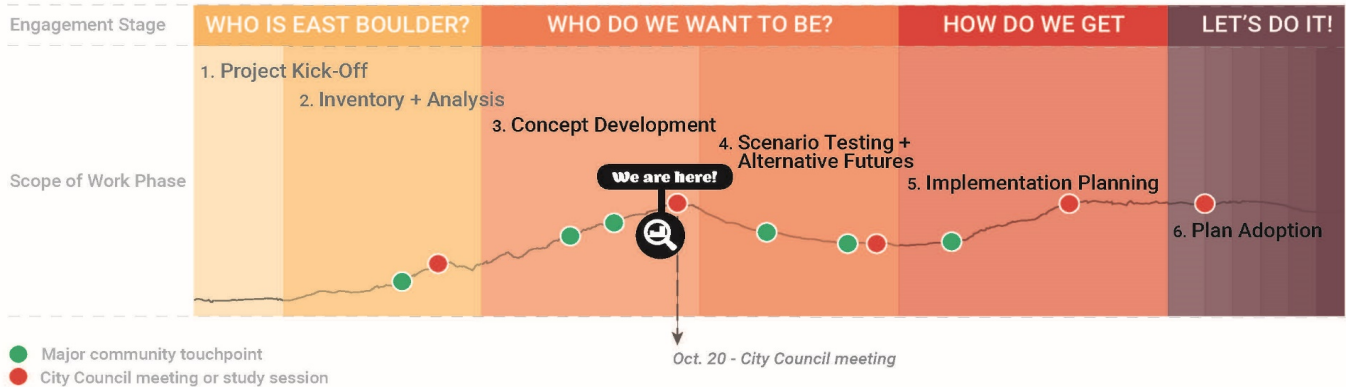 Engagement Stage
WHO IS EAST BOULDER?
WHO DO WE WANT TO BE?
HOW DO WE GET
LET'S DO IT!
Scope of Work Phase
1. Project Kick-Off
2. Inventory + Analysis
3. Concept Development
4. Scenario Testing +
Alternative Futures
We are here!
5. Implementation Planning
6. Plan Adoption
Major community touchpoint
City Council meeting or study session
Oct. 20 - City Council meeting